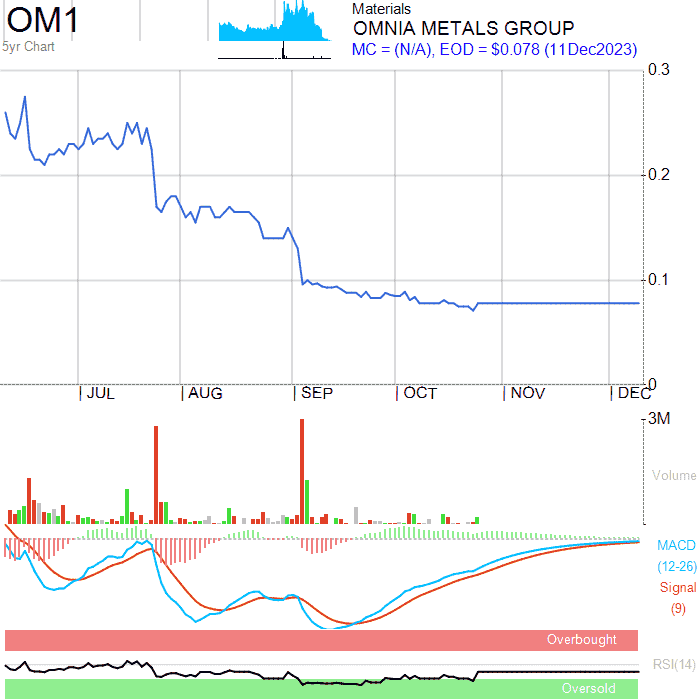 OM1
5yr Chart
Materials
OMNIA METALS GROUP
MC = (N/A), EOD = $0.078 (11Dec2023)
0.3
0.2
0.1
0
JUL AUG SEP OCT NOV DEC
3M
Volume
MACD
(12-26)
Signal
(9)
Overbought
RSI(14)
Oversold